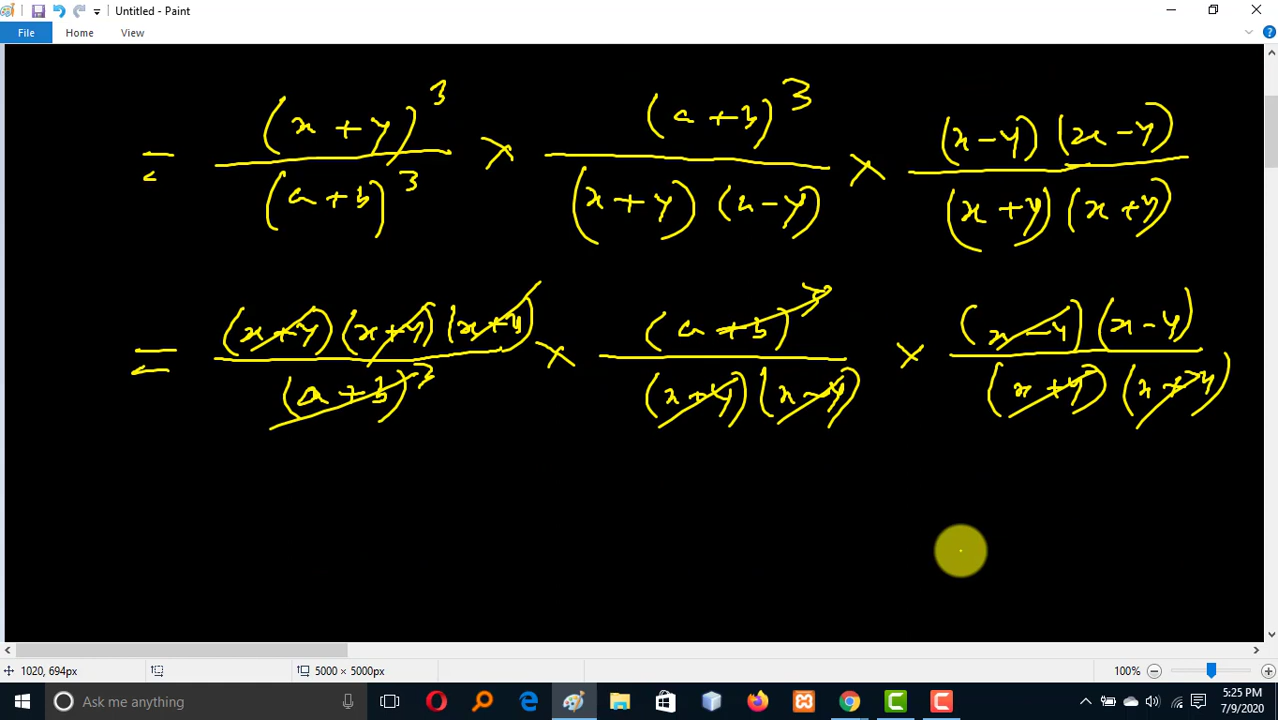 Untitled - Paint
File Home View
= (x+y)^3 / (a+b)^3 × (a+b)^3 / (x+y)(x-y) × (x-y)(x-y) / (x+y)(x+y)
= (x+y)(x+y)(x+y) / (a+b)^3 × (a+b)^3 / (x+y)(x-y) × (x-y)(x-y) / (x+y)(x+y)
1020, 694px 5000 × 5000px 100%
Ask me anything 5:25 PM
7/9/2020